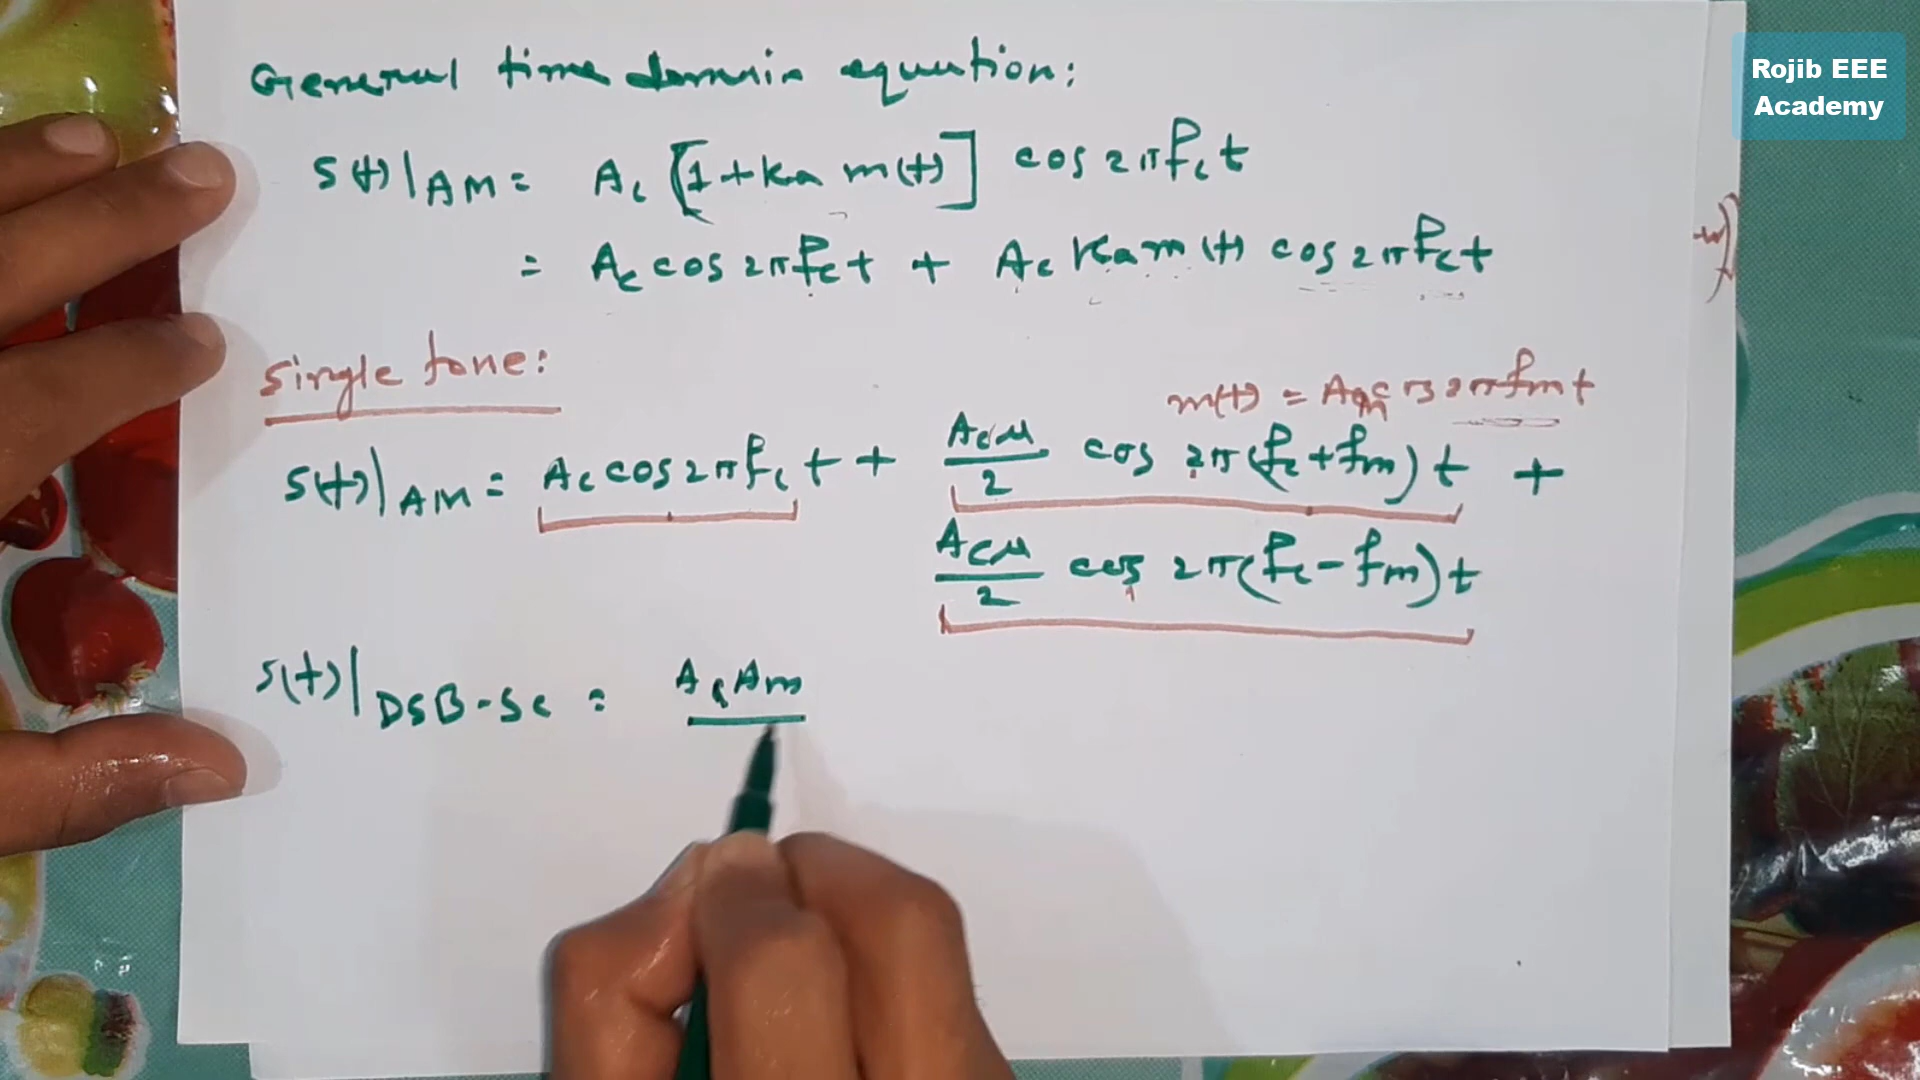 Rojib EEE
Academy
General time domain equation:
S(t)|AM = Ac [1+Ka m(t)] cos 2πfct
= Ac cos 2πfct + Ac Ka m(t) cos 2πfct
Single tone:
m(t) = Am cos 2πfmt
S(t)|AM = Ac cos 2πfc t + Acμ/2 cos 2π(fc+fm)t +
Acμ/2 cos 2π(fc-fm)t
S(t)|DSB-SC = AcAm